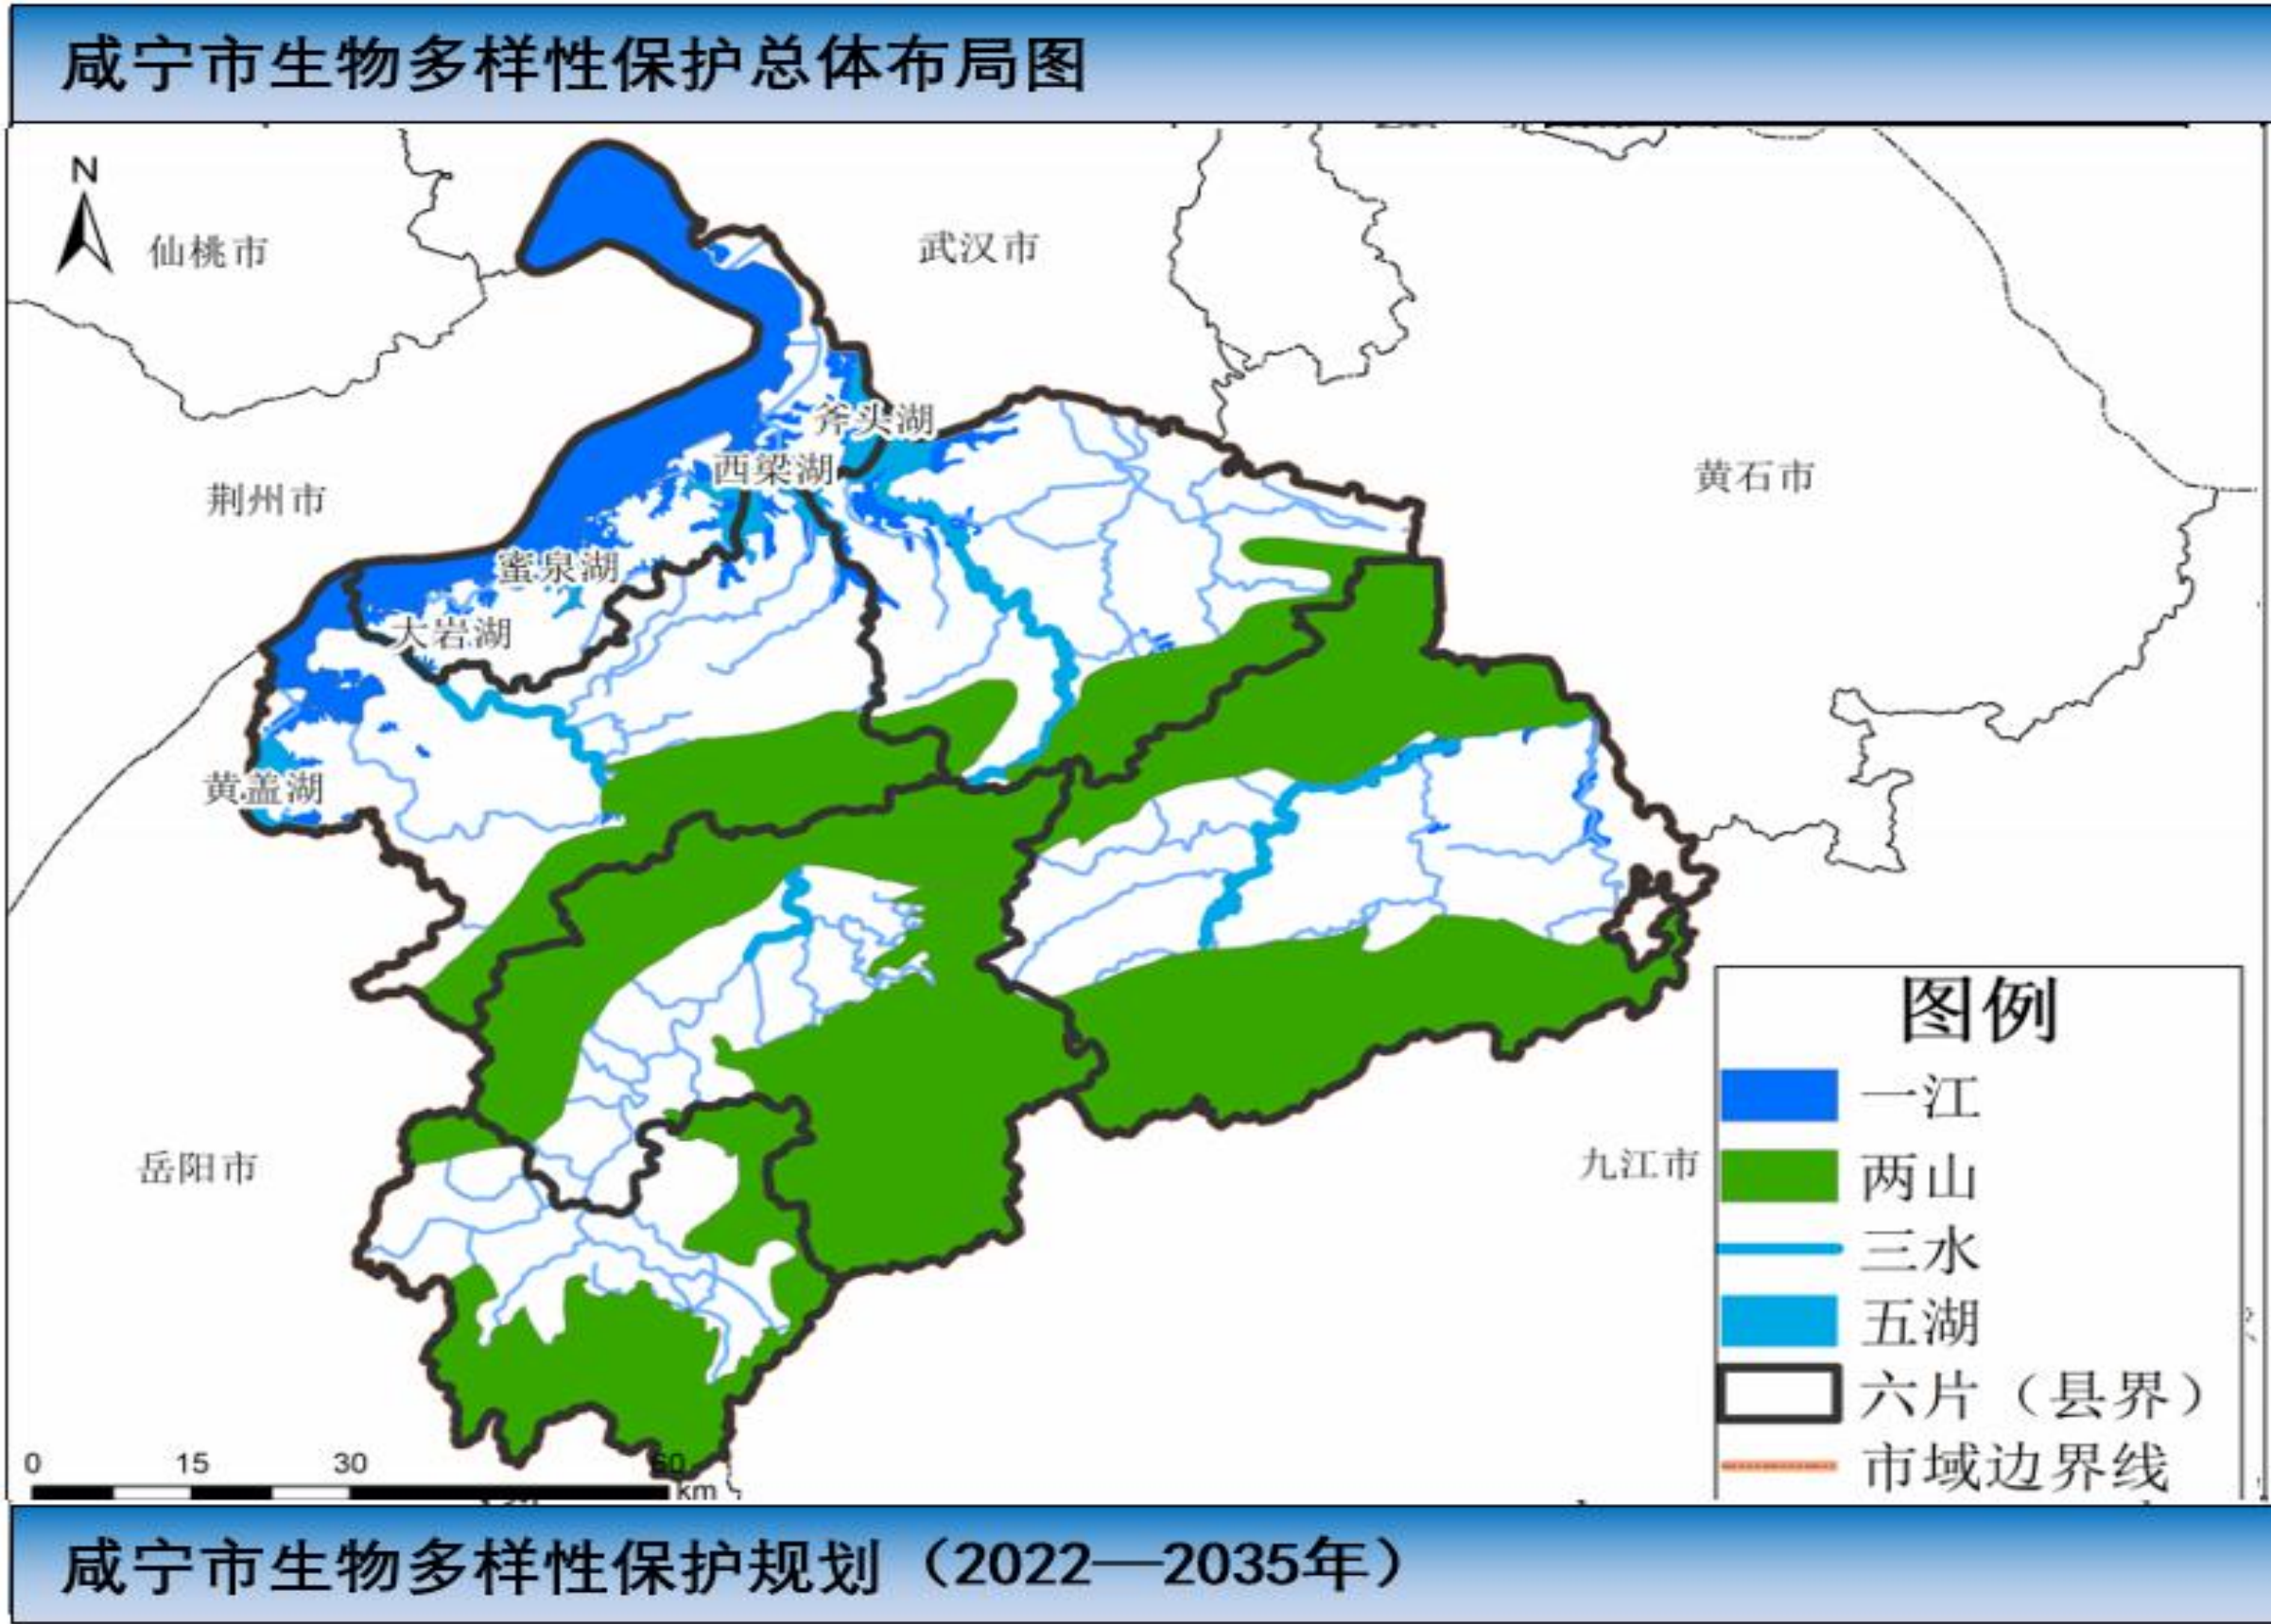 咸宁市生物多样性保护总体布局图
N
仙桃市
武汉市
斧头湖
西梁湖
荆州市
黄石市
蜜泉湖
大岩湖
黄盖湖
岳阳市
九江市
图例
一江
两山
三水
五湖
六片（县界）
市域边界线
0 15 30 60
km
咸宁市生物多样性保护规划（2022—2035年）